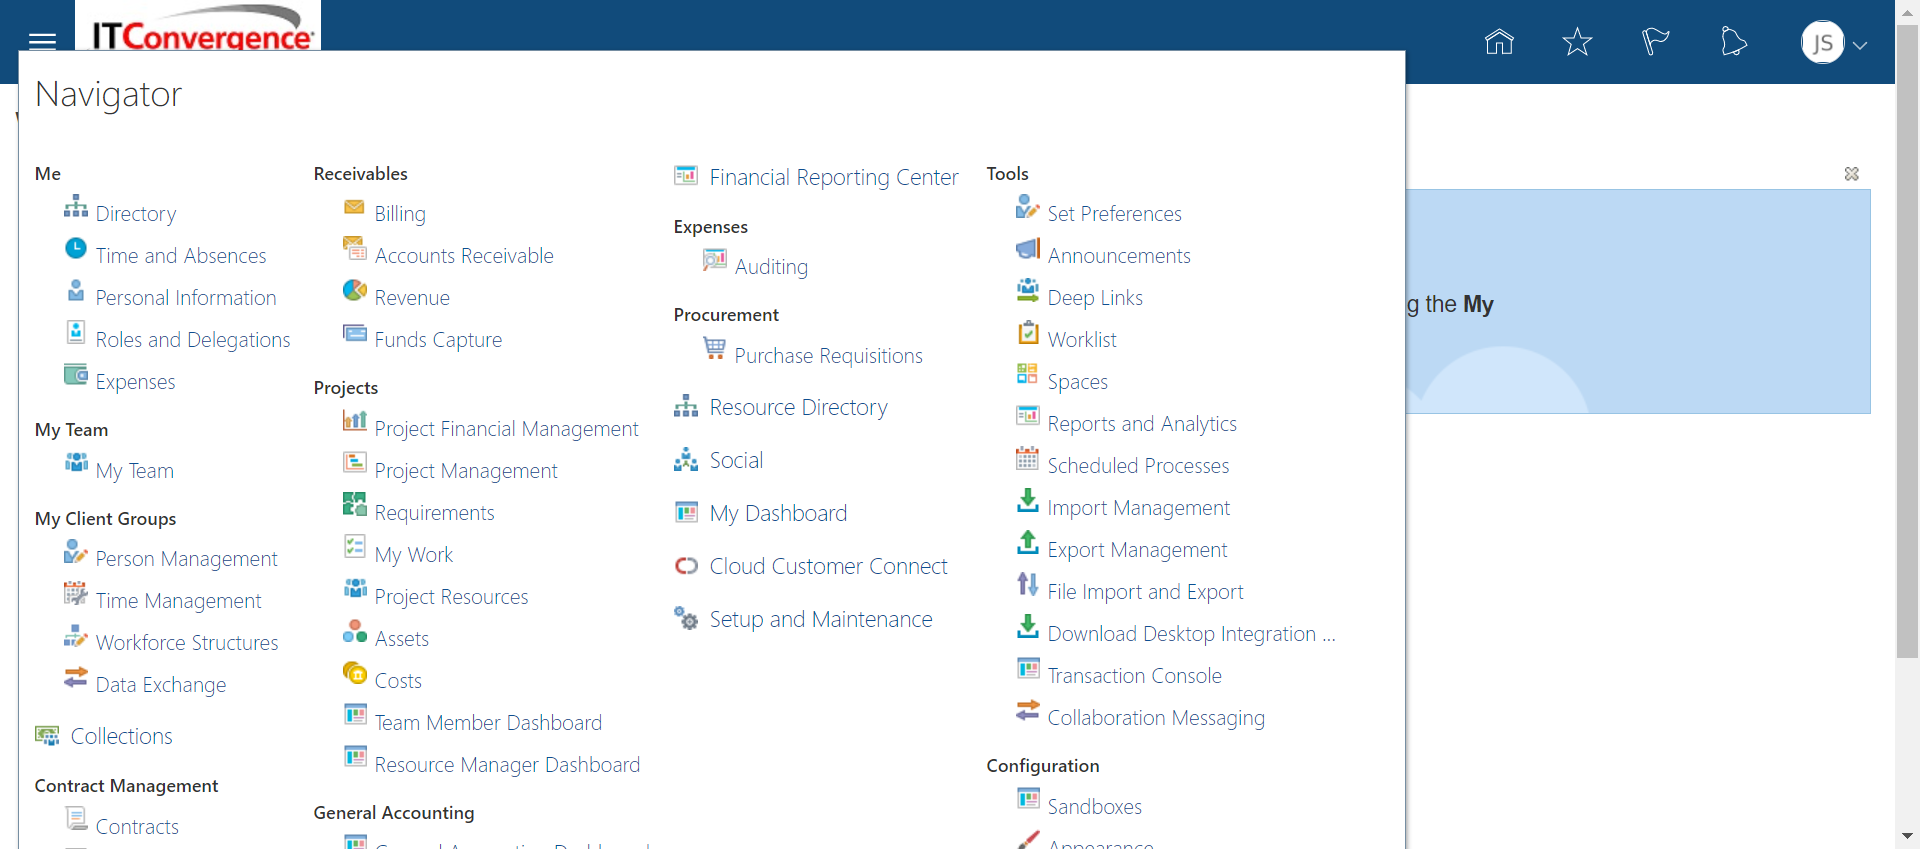 ITConvergence
JS
Navigator
Me
Directory
Time and Absences
Personal Information
Roles and Delegations
Expenses
My Team
My Team
My Client Groups
Person Management
Time Management
Workforce Structures
Data Exchange
Collections
Contract Management
Contracts
Receivables
Billing
Accounts Receivable
Revenue
Funds Capture
Projects
Project Financial Management
Project Management
Requirements
My Work
Project Resources
Assets
Costs
Team Member Dashboard
Resource Manager Dashboard
General Accounting
Financial Reporting Center
Expenses
Auditing
Procurement
Purchase Requisitions
Resource Directory
Social
My Dashboard
Cloud Customer Connect
Setup and Maintenance
Tools
Set Preferences
Announcements
Deep Links
Worklist
Spaces
Reports and Analytics
Scheduled Processes
Import Management
Export Management
File Import and Export
Download Desktop Integration ...
Transaction Console
Collaboration Messaging
Configuration
Sandboxes
Appearance
g the My